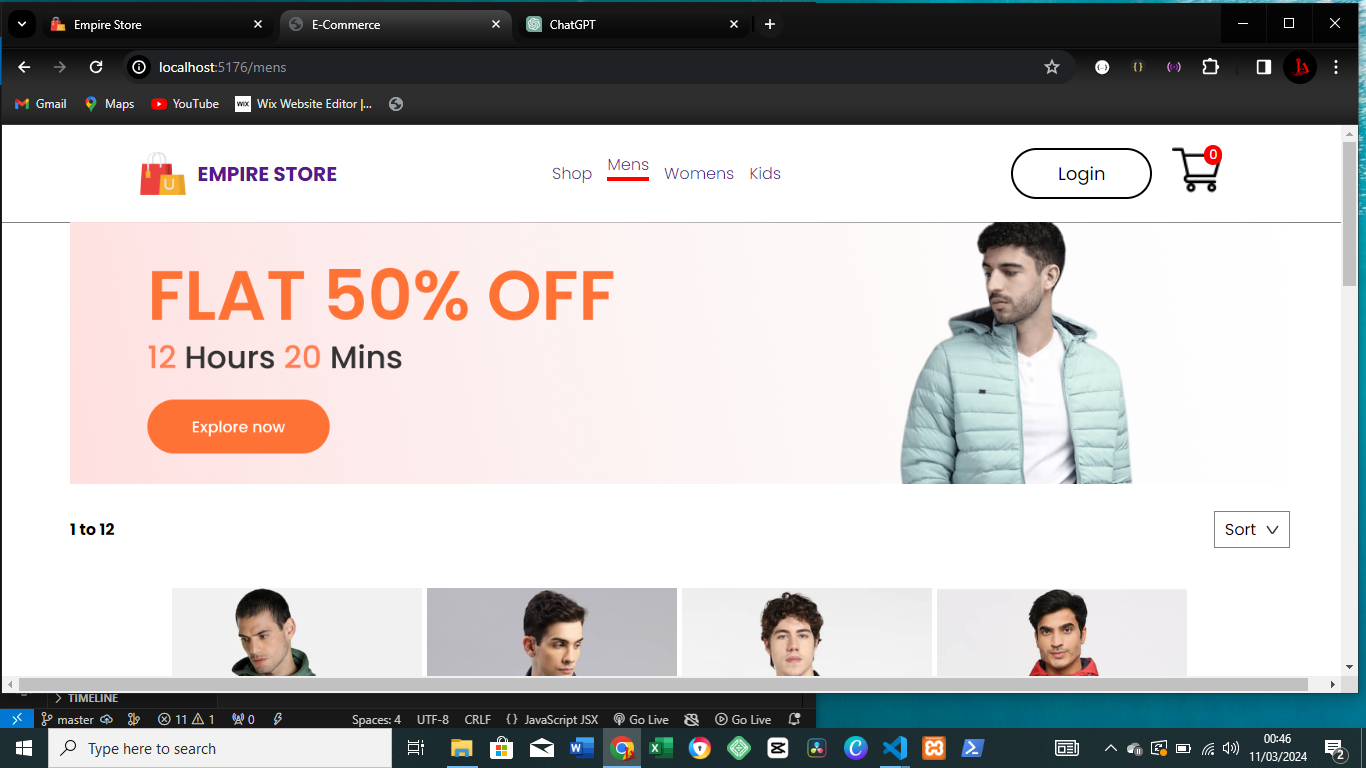 Empire Store
E-Commerce
ChatGPT
localhost:5176/mens
Gmail
Maps
YouTube
WIX
Wix Website Editor |...
U
EMPIRE STORE
Shop
Mens
Womens
Kids
Login
0
FLAT 50% OFF
12 Hours 20 Mins
Explore now
1 to 12
Sort
TIMELINE
master
11
1
0
Spaces: 4
UTF-8
CRLF
{} JavaScript JSX
Go Live
Go Live
Type here to search
00:46
11/03/2024
2